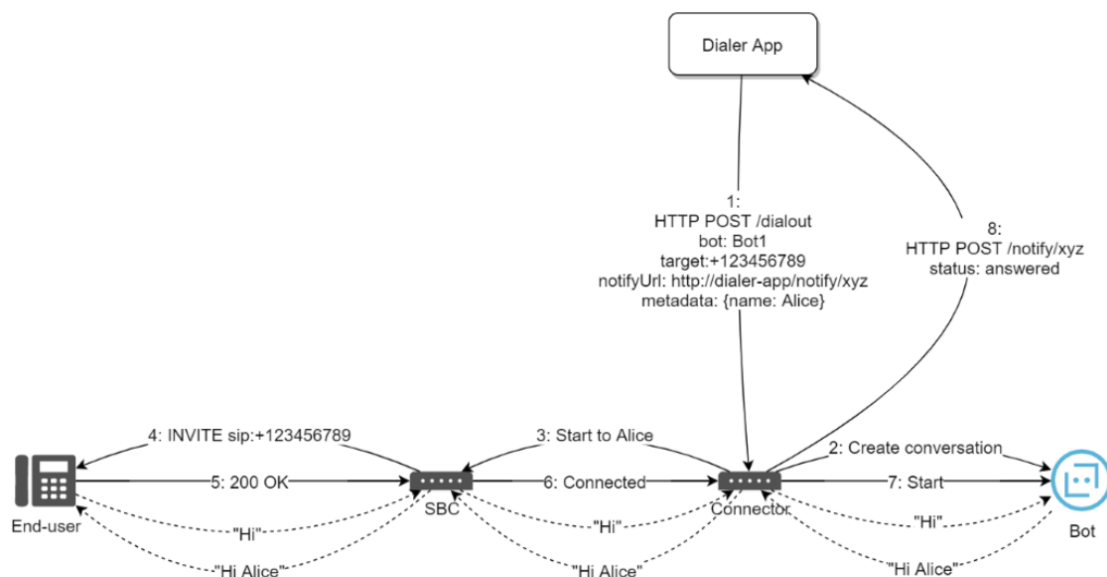 Dialer App
1:
HTTP POST /dialout
bot: Bot1
target:+123456789
notifyUrl: http://dialer-app/notify/xyz
metadata: {name: Alice}
8:
HTTP POST /notify/xyz
status: answered
4: INVITE sip:+123456789
3: Start to Alice
2: Create conversation
5: 200 OK
6: Connected
7: Start
End-user
SBC
Connector
Bot
"Hi"
"Hi"
"Hi"
"Hi Alice"
"Hi Alice"
"Hi Alice"